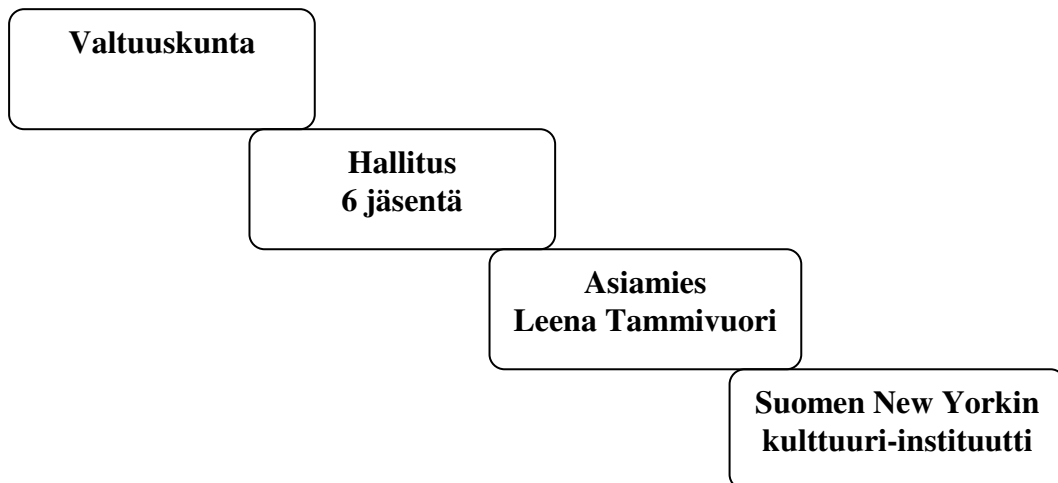 Valtuuskunta
Hallitus
6 jäsentä
Asiamies
Leena Tammivuori
Suomen New Yorkin
kulttuuri-instituutti